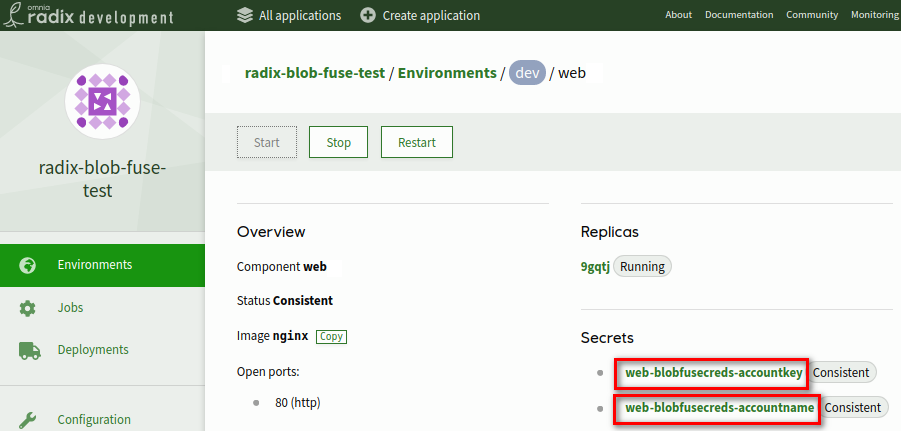 omnia
radix development
All applications
Create application
About
Documentation
Community
Monitoring
radix-blob-fuse-test / Environments / dev / web
Start
Stop
Restart
radix-blob-fuse-
test
Environments
Jobs
Deployments
Configuration
Overview
Component web
Status Consistent
Image nginx Copy
Open ports:
80 (http)
Replicas
9gqtj Running
Secrets
web-blobfusecreds-accountkey Consistent
web-blobfusecreds-accountname Consistent